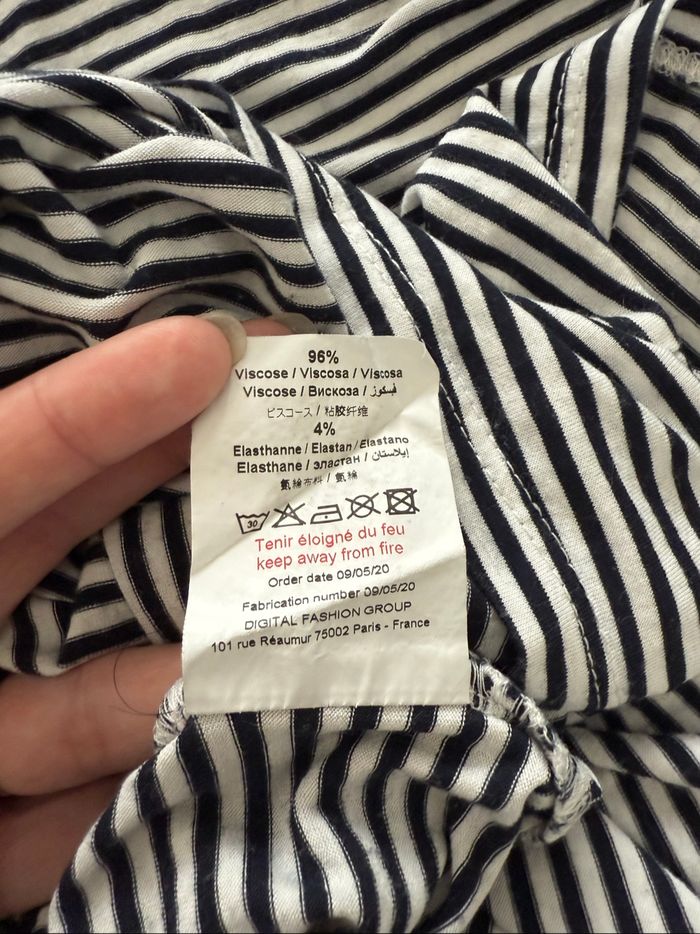 96%
Viscose / Viscosa / Viscosa
Viscose / Вискоза / فسكوز
ビスコース / 粘胶纤维
4%
Elasthanne / Elastan / Elastano
Elasthane / эластан / إيلاستان
氨綸布料 / 氨綸
30
Tenir éloigné du feu
keep away from fire
Order date 09/05/20
Fabrication number 09/05/20
DIGITAL FASHION GROUP
101 rue Réaumur 75002 Paris - France